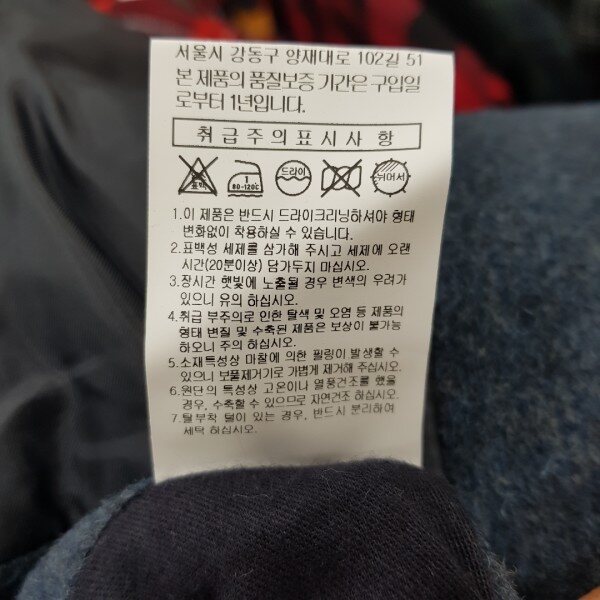 서울시 강동구 양재대로 102길 51
본 제품의 품질보증 기간은 구입일
로부터 1년입니다.
취급주의표시사항
표백
1
80-120C
드라이
뉘어서
1.이 제품은 반드시 드라이크리닝하셔야 형태
변화없이 착용하실 수 있습니다.
2.표백성 세제를 삼가해 주시고 세제에 오랜
시간(20분이상) 담가두지 마십시오.
3.장시간 햇빛에 노출될 경우 변색의 우려가
있으니 유의 하십시오.
4.취급 부주의로 인한 탈색 및 오염 등 제품의
형태 변질 및 수축된 제품은 보상이 불가능
하오니 주의 하십시오.
5.소재특성상 마찰에 의한 필링이 발생할 수
있으니 보풀제거기로 가볍게 제거해 주십시오.
6.원단의 특성상 고온이나 열풍건조를 했을
경우, 수축할 수 있으므로 자연건조 하십시오.
7.탈부착 털이 있는 경우, 반드시 분리하여
세탁 하십시오.